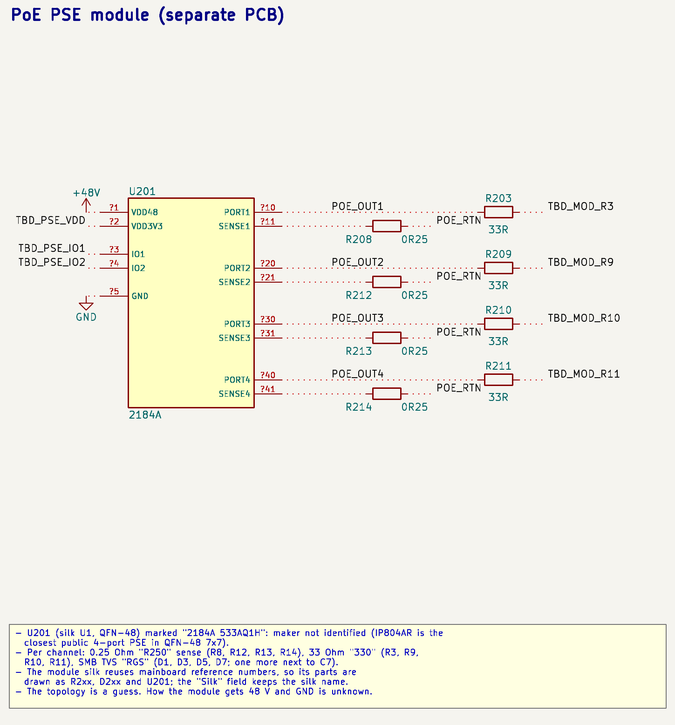 PoE PSE module (separate PCB)
+48V
U201
?1
VDD48
PORT1
?10
POE_OUT1
R203
33R
TBD_MOD_R3
TBD_PSE_VDD
?2
VDD3V3
SENSE1
?11
R208
0R25
POE_RTN
TBD_PSE_IO1
?3
IO1
TBD_PSE_IO2
?4
IO2
PORT2
?20
POE_OUT2
R209
33R
TBD_MOD_R9
SENSE2
?21
R212
0R25
POE_RTN
GND
?5
GND
PORT3
?30
POE_OUT3
R210
33R
TBD_MOD_R10
SENSE3
?31
R213
0R25
POE_RTN
PORT4
?40
POE_OUT4
R211
33R
TBD_MOD_R11
SENSE4
?41
R214
0R25
POE_RTN
2184A
– U201 (silk U1, QFN-48) marked "2184A 533AQ1H": maker not identified (IP804AR is the
closest public 4-port PSE in QFN-48 7x7).
– Per channel: 0.25 Ohm "R250" sense (R8, R12, R13, R14), 33 Ohm "330" (R3, R9,
R10, R11), SMB TVS "RGS" (D1, D3, D5, D7; one more next to C7).
– The module silk reuses mainboard reference numbers, so its parts are
drawn as R2xx, D2xx and U201; the "Silk" field keeps the silk name.
– The topology is a guess. How the module gets 48 V and GND is unknown.